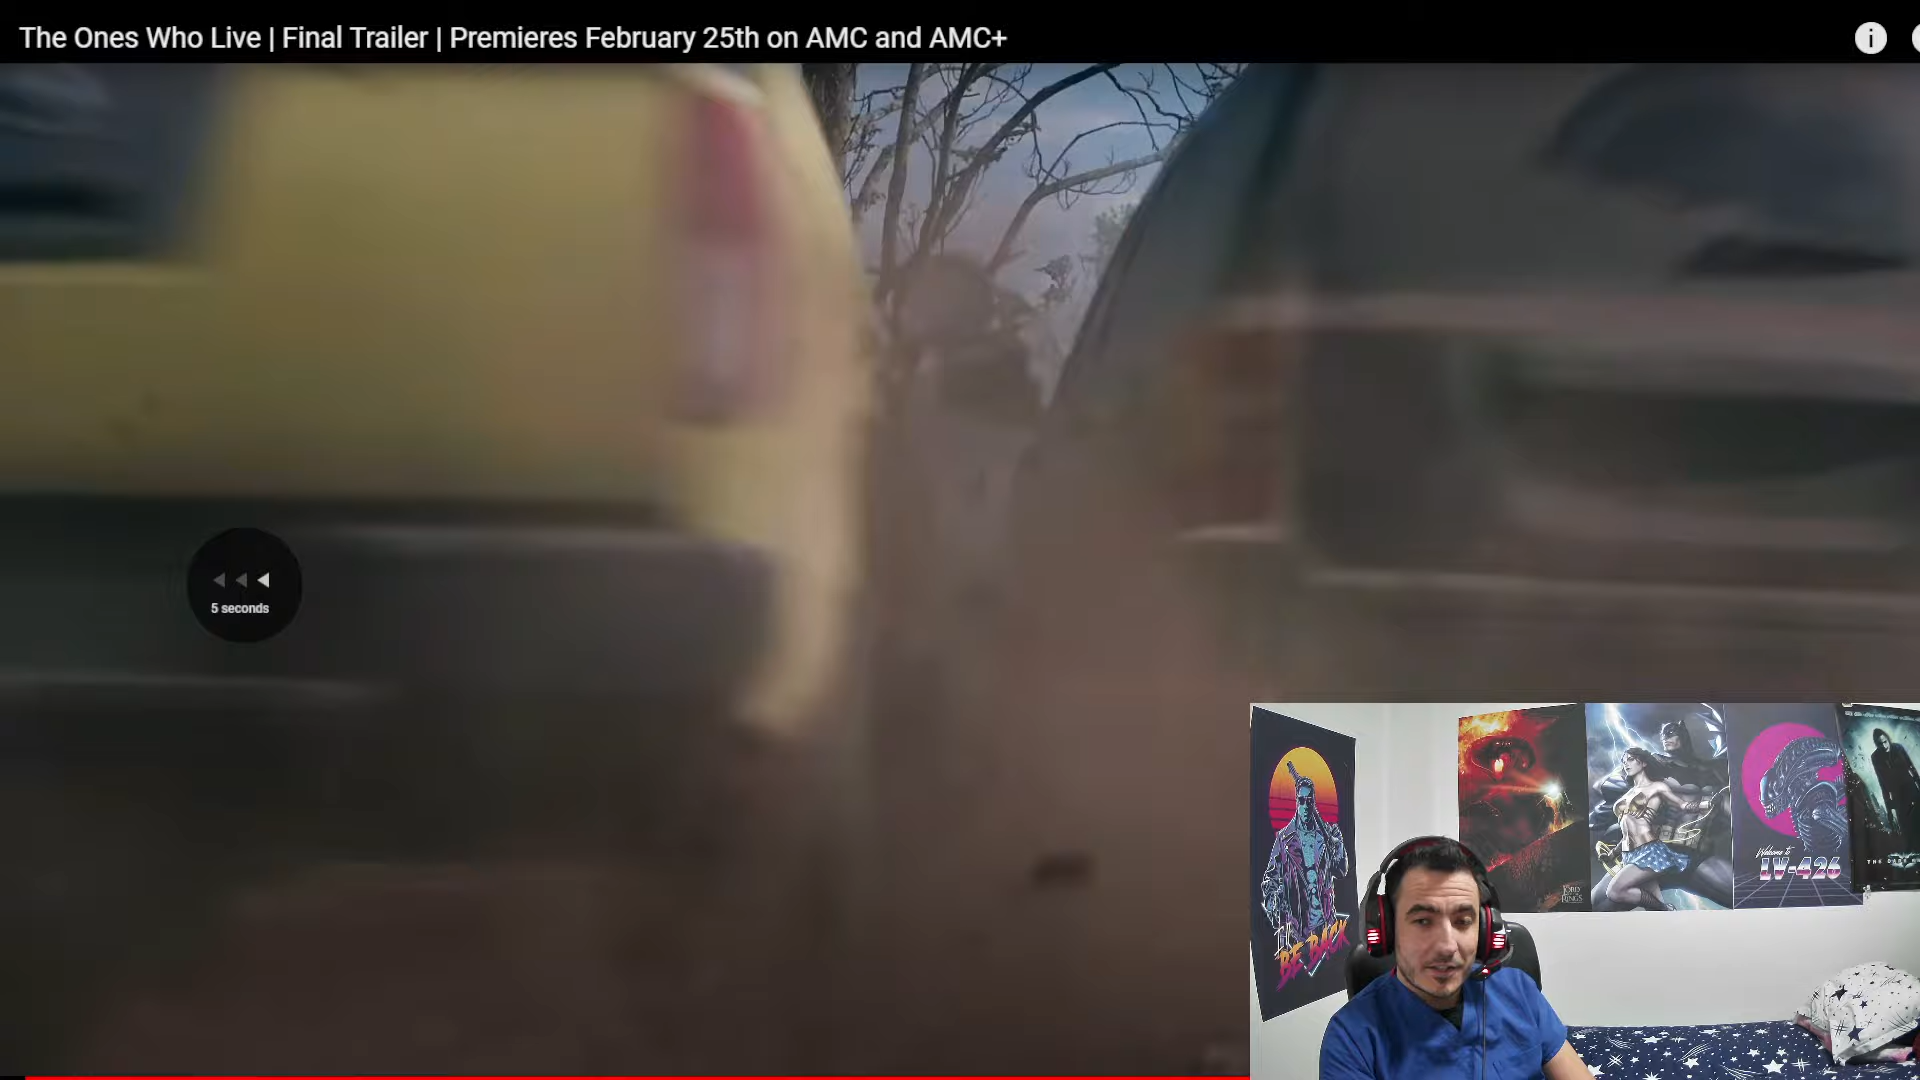 The Ones Who Live | Final Trailer | Premieres February 25th on AMC and AMC+
5 seconds
Welcome to
LV-426
BE BACK